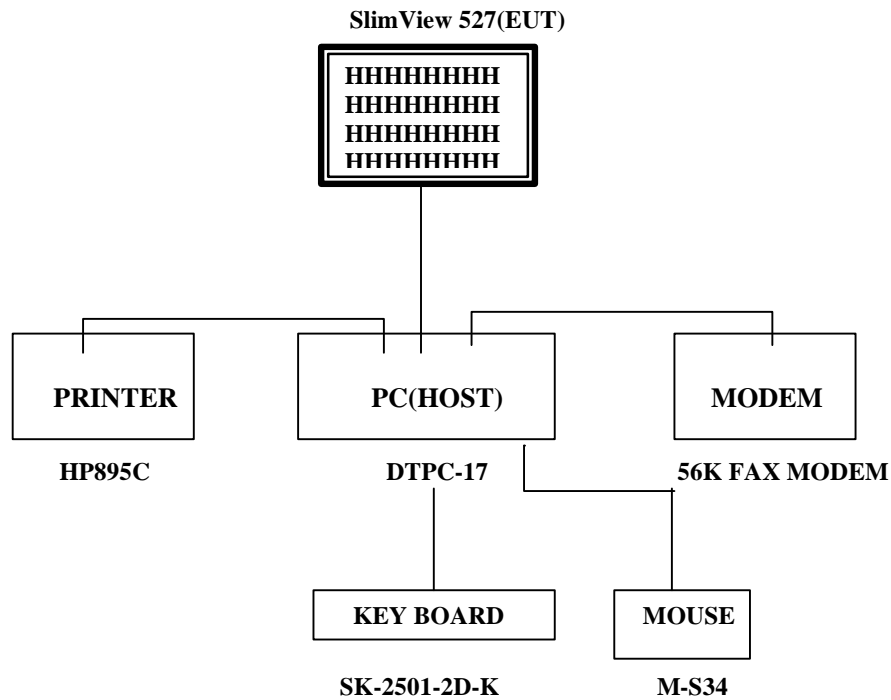 SlimView 527(EUT)
HHHHHHHH
HHHHHHHH
HHHHHHHH
HHHHHHHH
PRINTER
PC(HOST)
MODEM
HP895C
DTPC-17
56K FAX MODEM
KEY BOARD
MOUSE
SK-2501-2D-K
M-S34